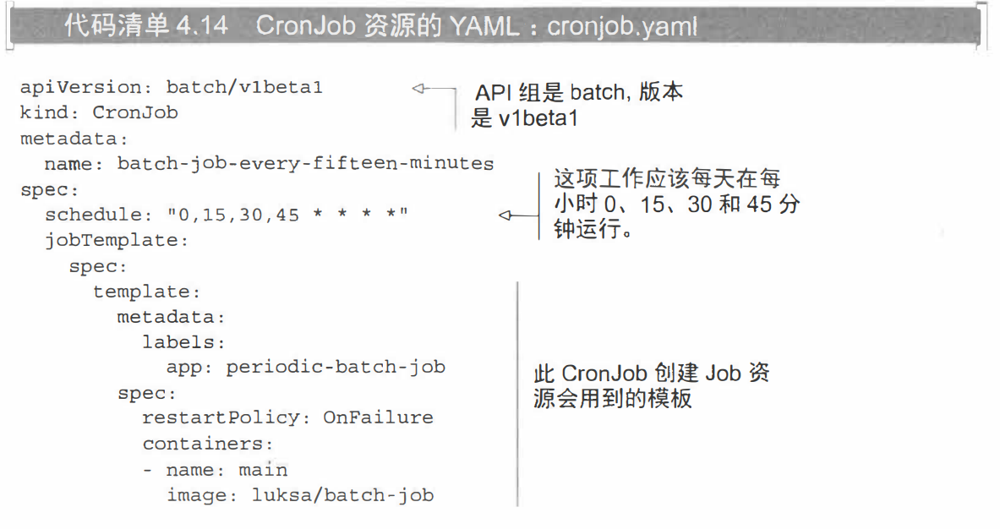 代码清单 4.14 CronJob 资源的 YAML：cronjob.yaml
apiVersion: batch/v1beta1
API 组是 batch, 版本
是 v1beta1
kind: CronJob
metadata:
  name: batch-job-every-fifteen-minutes
spec:
  schedule: "0,15,30,45 * * * *"
这项工作应该每天在每
小时 0、15、30 和 45 分
钟运行。
  jobTemplate:
    spec:
      template:
        metadata:
          labels:
            app: periodic-batch-job
        spec:
          restartPolicy: OnFailure
          containers:
          - name: main
            image: luksa/batch-job
此 CronJob 创建 Job 资
源会用到的模板